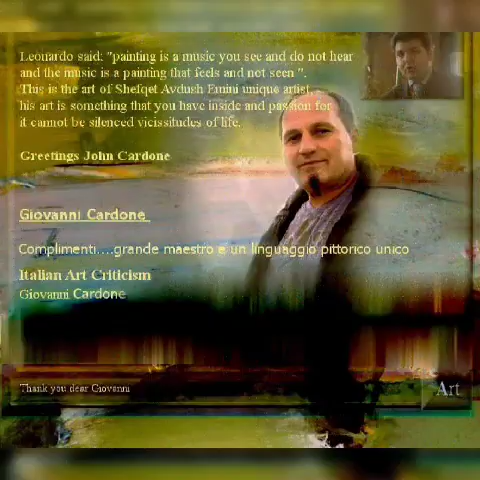 Leonardo said: "painting is a music you see and do not hear
and the music is a painting that feels and not seen ".
This is the art of Shefqet Avdush Emini unique artist,
his art is something that you have inside and passion for
it cannot be silenced vicissitudes of life.
Greetings John Cardone
Giovanni Cardone
Complimenti....grande maestro e un linguaggio pittorico unico
Italian Art Criticism
Giovanni Cardone
Thank you dear Giovanni
Art